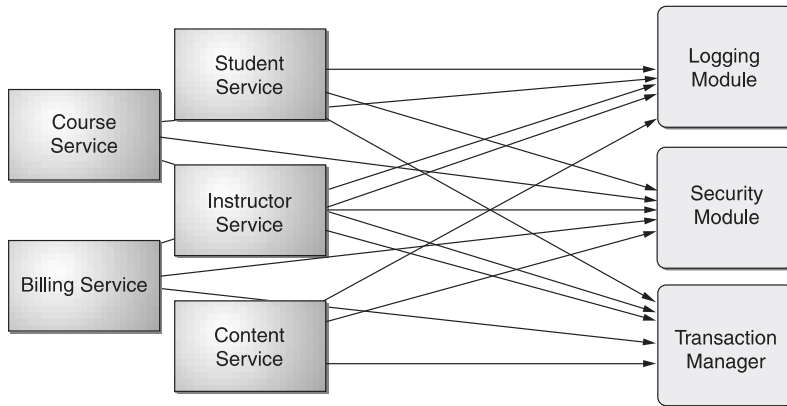 Student
Service
Logging
Module
Course
Service
Instructor
Service
Security
Module
Billing Service
Content
Service
Transaction
Manager